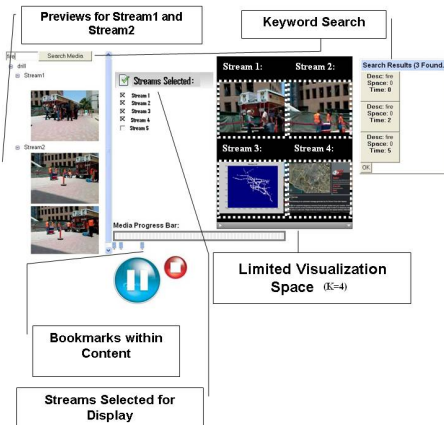 Previews for Stream1 and
Stream2
Keyword Search
fire
Search Media
drill
Stream1
Stream2
Streams Selected:
Stream 1
Stream 2
Stream 3
Stream 4
Stream 5
Stream 1:
Stream 2:
Stream 3:
Stream 4:
Search Results (3 Found.
Desc: fire
Space: 0
Time: 0
Desc: fire
Space: 0
Time: 2
Desc: fire
Space: 0
Time: 5
OK
Media Progress Bar:
Limited Visualization
Space (K=4)
Bookmarks within
Content
Streams Selected for
Display